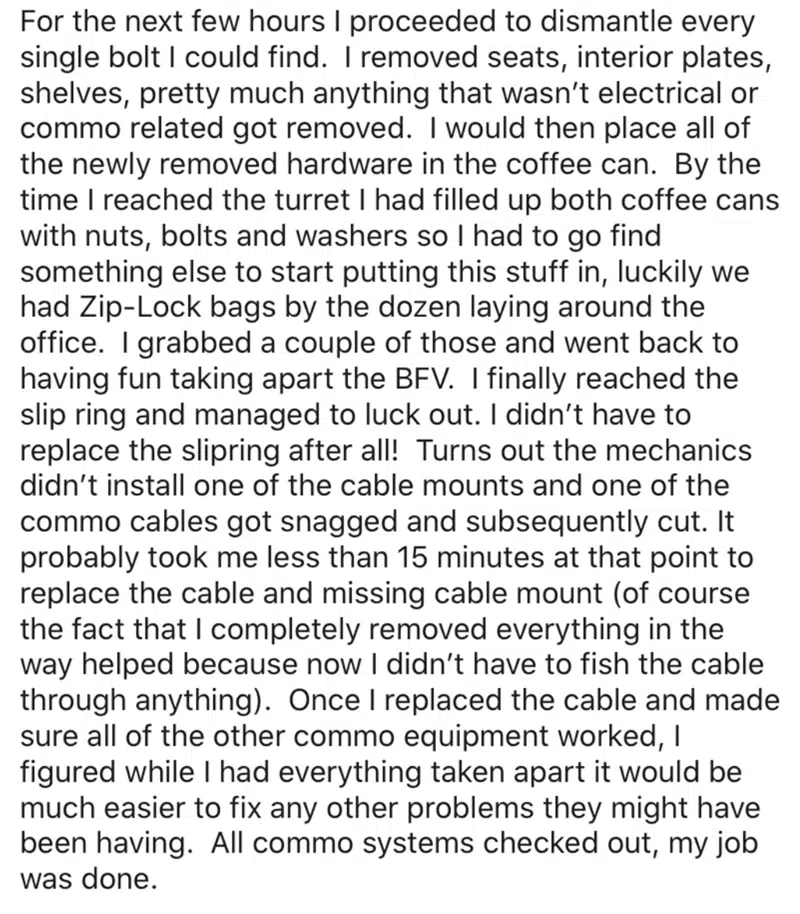 For the next few hours I proceeded to dismantle every
single bolt I could find.  I removed seats, interior plates,
shelves, pretty much anything that wasn’t electrical or
commo related got removed.  I would then place all of
the newly removed hardware in the coffee can.  By the
time I reached the turret I had filled up both coffee cans
with nuts, bolts and washers so I had to go find
something else to start putting this stuff in, luckily we
had Zip-Lock bags by the dozen laying around the
office.  I grabbed a couple of those and went back to
having fun taking apart the BFV.  I finally reached the
slip ring and managed to luck out. I didn’t have to
replace the slipring after all!  Turns out the mechanics
didn’t install one of the cable mounts and one of the
commo cables got snagged and subsequently cut. It
probably took me less than 15 minutes at that point to
replace the cable and missing cable mount (of course
the fact that I completely removed everything in the
way helped because now I didn’t have to fish the cable
through anything).  Once I replaced the cable and made
sure all of the other commo equipment worked, I
figured while I had everything taken apart it would be
much easier to fix any other problems they might have
been having.  All commo systems checked out, my job
was done.